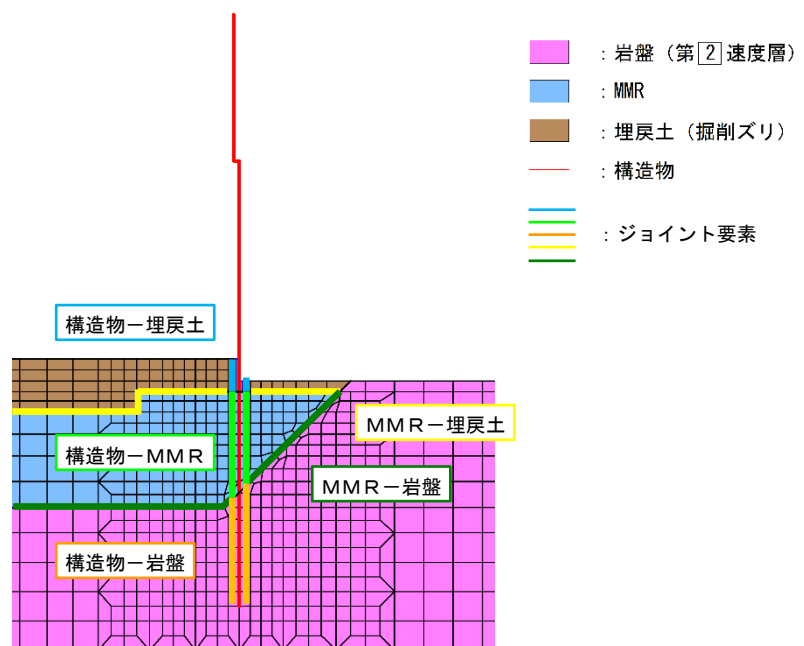 ：岩盤（第2速度層）
：MMR
：埋戻土（掘削ズリ）
：構造物
：ジョイント要素
構造物－埋戻土
MMR－埋戻土
構造物－MMR
MMR－岩盤
構造物－岩盤